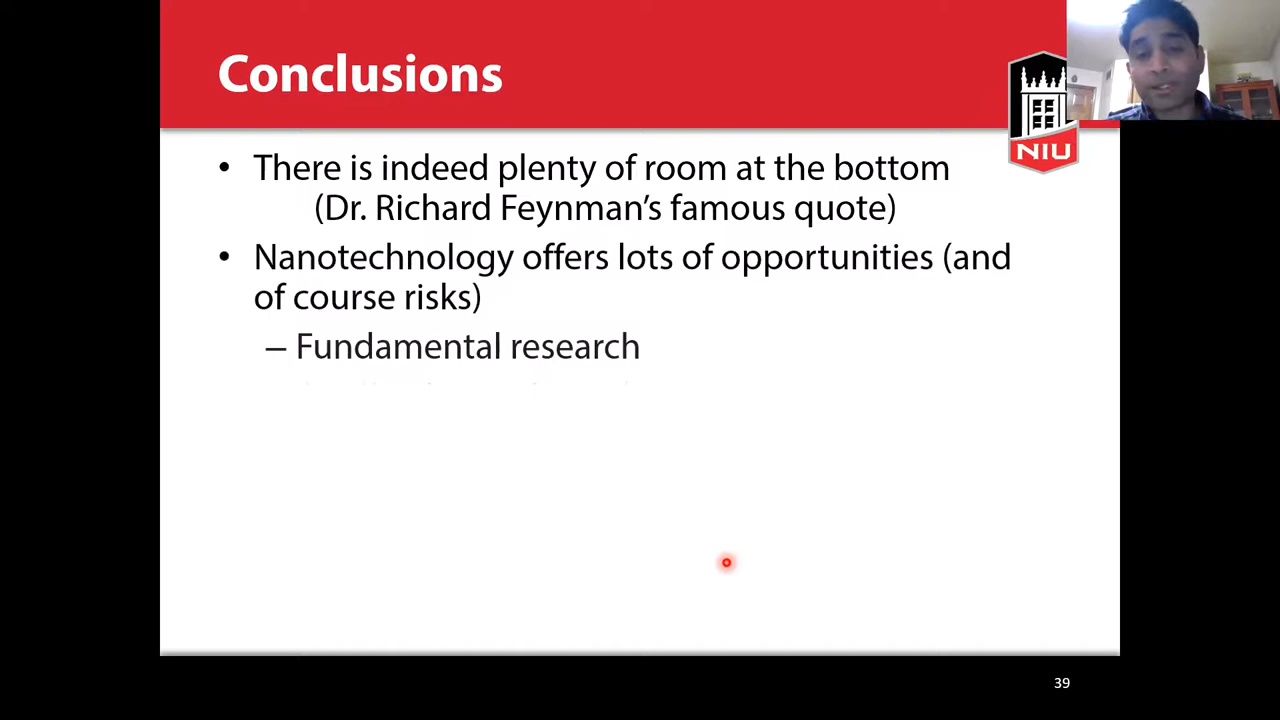 Conclusions
NIU
• There is indeed plenty of room at the bottom
(Dr. Richard Feynman’s famous quote)
• Nanotechnology offers lots of opportunities (and
of course risks)
– Fundamental research
39